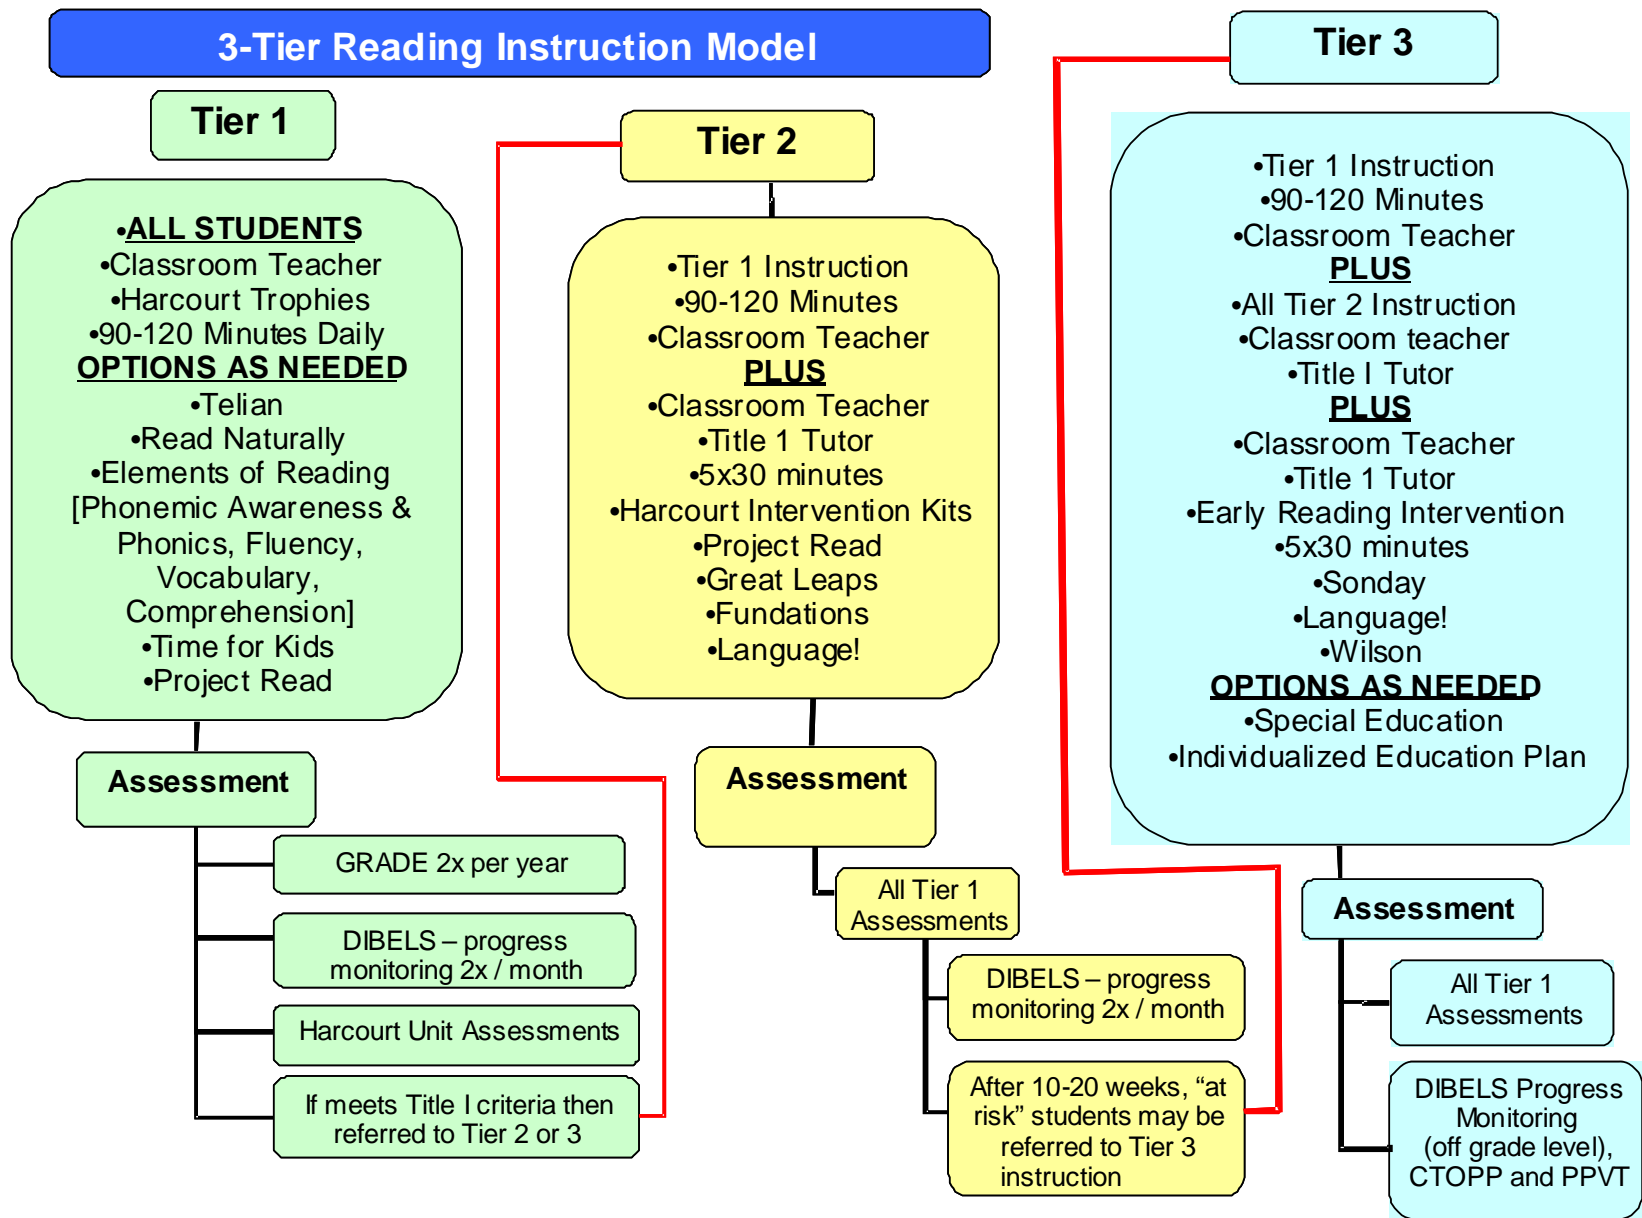 3-Tier Reading Instruction Model
Tier 1
•ALL STUDENTS
•Classroom Teacher
•Harcourt Trophies
•90-120 Minutes Daily
OPTIONS AS NEEDED
•Telian
•Read Naturally
•Elements of Reading
[Phonemic Awareness &
Phonics, Fluency,
Vocabulary,
Comprehension]
•Time for Kids
•Project Read
Assessment
GRADE 2x per year
DIBELS – progress
monitoring 2x / month
Harcourt Unit Assessments
If meets Title I criteria then
referred to Tier 2 or 3
Tier 2
•Tier 1 Instruction
•90-120 Minutes
•Classroom Teacher
PLUS
•Classroom Teacher
•Title 1 Tutor
•5x30 minutes
•Harcourt Intervention Kits
•Project Read
•Great Leaps
•Fundations
•Language!
Assessment
All Tier 1
Assessments
DIBELS – progress
monitoring 2x / month
After 10-20 weeks, “at
risk” students may be
referred to Tier 3
instruction
Tier 3
•Tier 1 Instruction
•90-120 Minutes
•Classroom Teacher
PLUS
•All Tier 2 Instruction
•Classroom teacher
•Title I Tutor
PLUS
•Classroom Teacher
•Title 1 Tutor
•Early Reading Intervention
•5x30 minutes
•Sonday
•Language!
•Wilson
OPTIONS AS NEEDED
•Special Education
•Individualized Education Plan
Assessment
All Tier 1
Assessments
DIBELS Progress
Monitoring
(off grade level),
CTOPP and PPVT